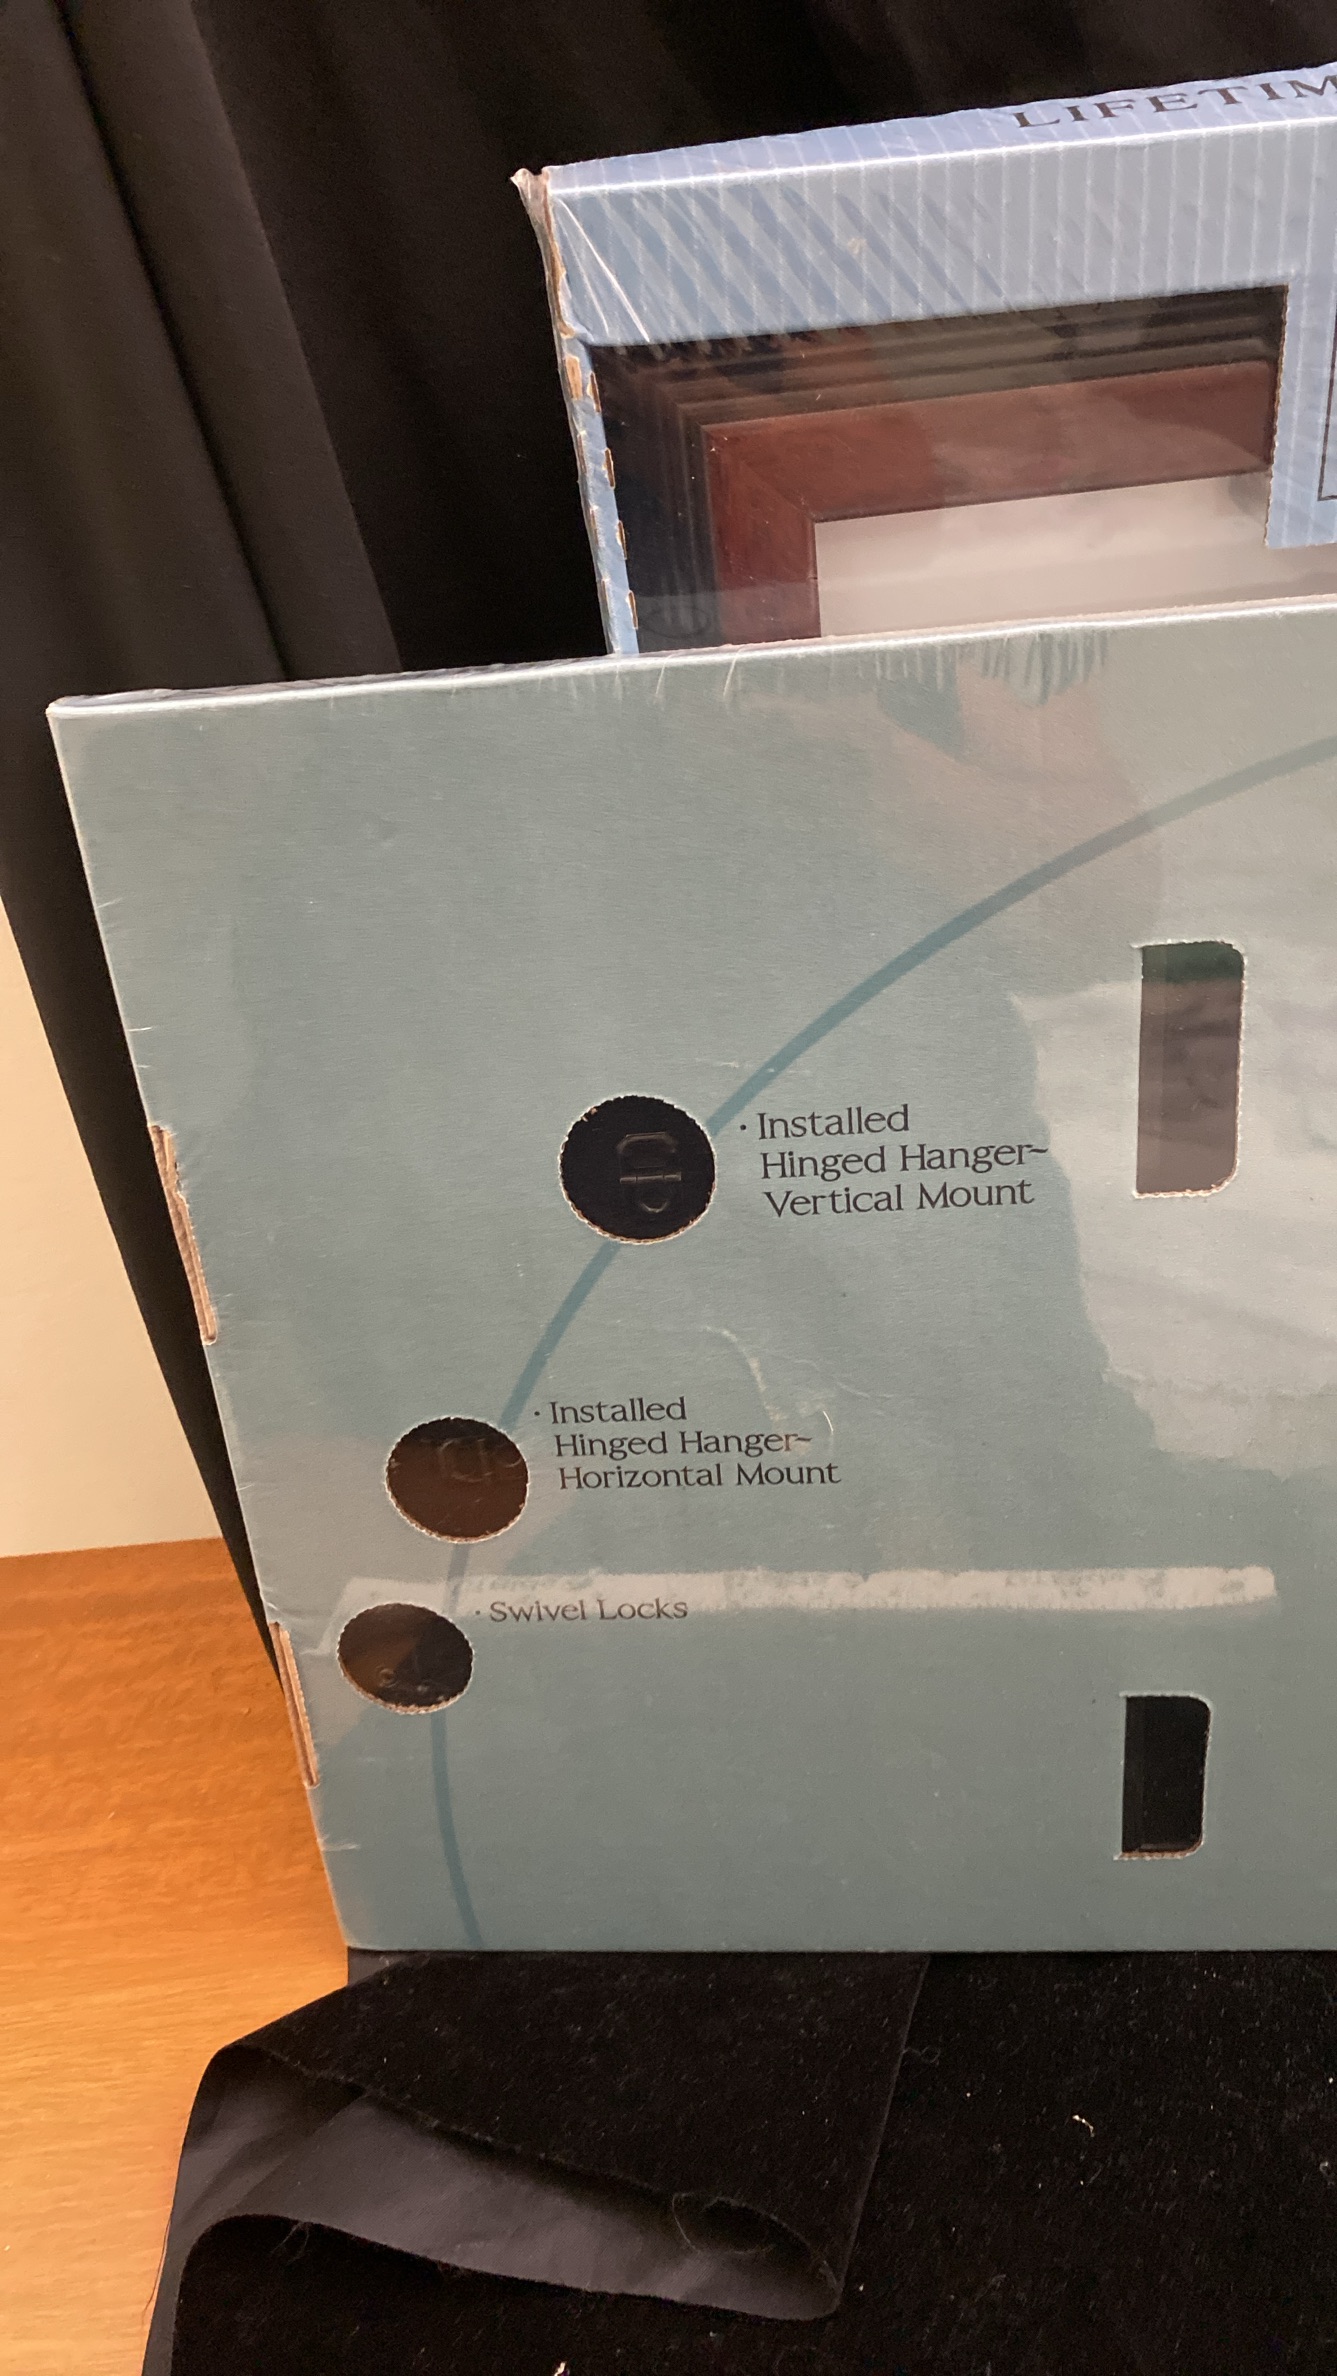 LIFETIM
· Installed
Hinged Hanger~
Vertical Mount
· Installed
Hinged Hanger~
Horizontal Mount
· Swivel Locks